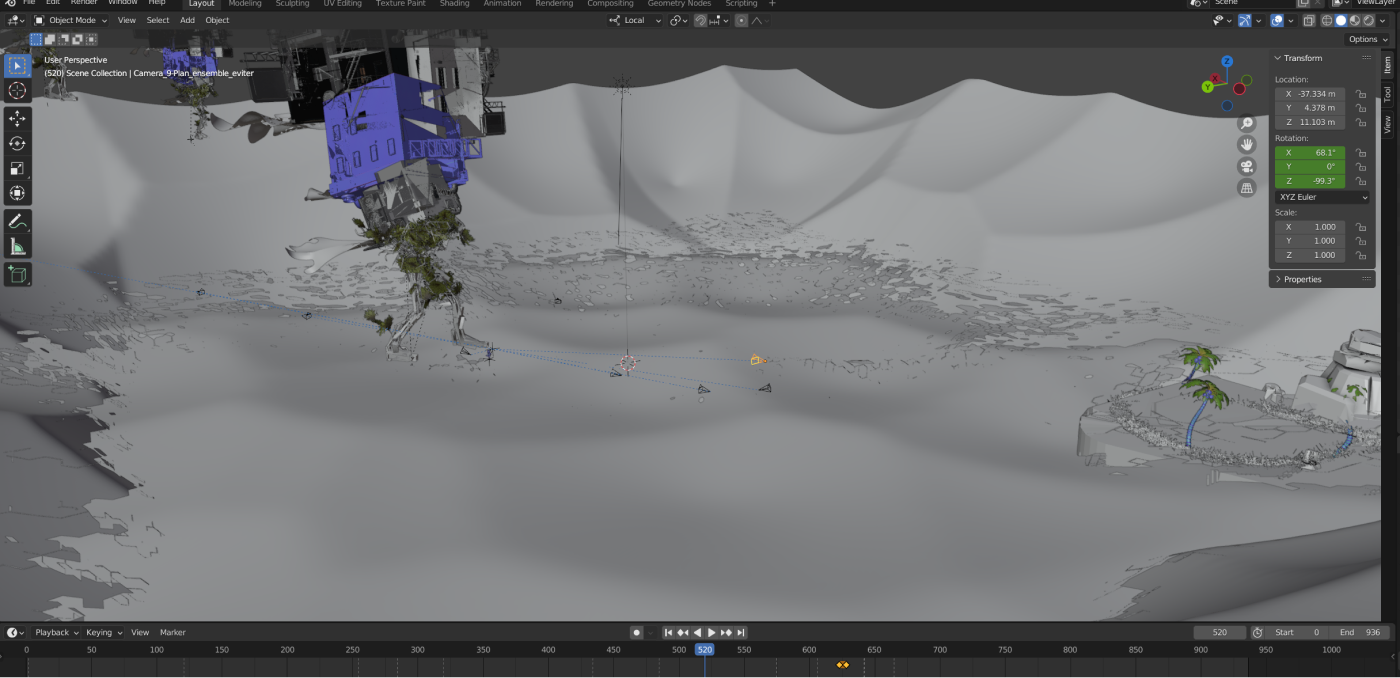 File Edit Render Window Help Layout Modeling Sculpting UV Editing Texture Paint Shading Animation Rendering Compositing Geometry Nodes Scripting + Scene ViewLayer
Object Mode View Select Add Object Local
Options
User Perspective
(520) Scene Collection | Camera_9-Plan_ensemble_eviter
Z
X
Y
Transform
Location:
X -37.334 m
Y 4.378 m
Z 11.103 m
Rotation:
X 68.1°
Y 0°
Z -99.3°
XYZ Euler
Scale:
X 1.000
Y 1.000
Z 1.000
Properties
Item
Tool
View
Playback Keying View Marker 520 Start 0 End 936
0 50 100 150 200 250 300 350 400 450 500 520 550 600 650 700 750 800 850 900 950 1000